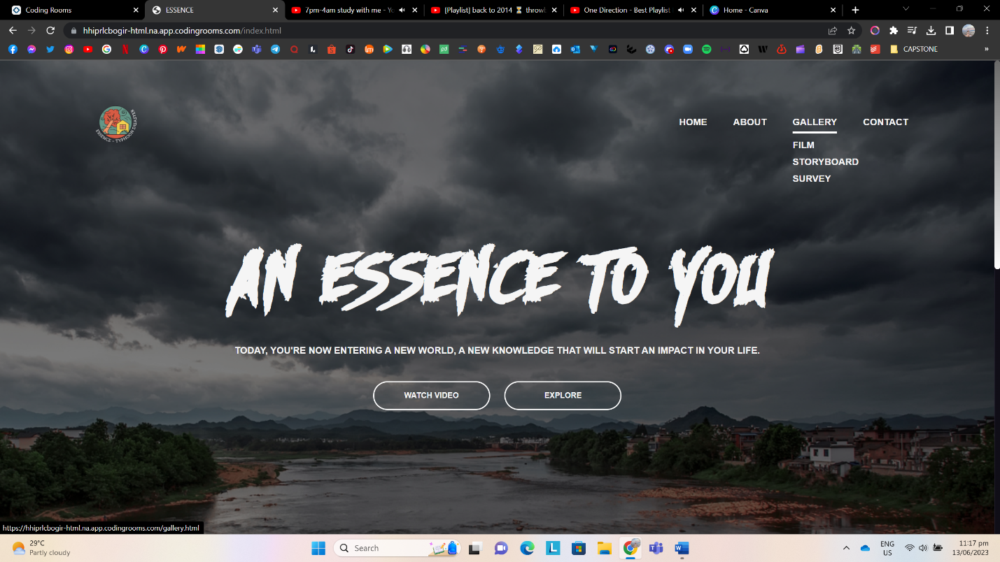 Coding Rooms
ESSENCE
7pm-4am study with me - Yo
[Playlist] back to 2014 ⌛ throwb
One Direction - Best Playlist
Home - Canva
hhiprlcbogir-html.na.app.codingrooms.com/index.html
CAPSTONE
»
ESSENCE - TYPHOON DISASTER
HOME ABOUT GALLERY CONTACT
FILM
STORYBOARD
SURVEY
AN ESSENCE TO YOU
TODAY, YOU'RE NOW ENTERING A NEW WORLD, A NEW KNOWLEDGE THAT WILL START AN IMPACT IN YOUR LIFE.
WATCH VIDEO EXPLORE
https://hhiprlcbogir-html.na.app.codingrooms.com/gallery.html
29°C
Partly cloudy
Search
ENG
US
11:17 pm
13/06/2023